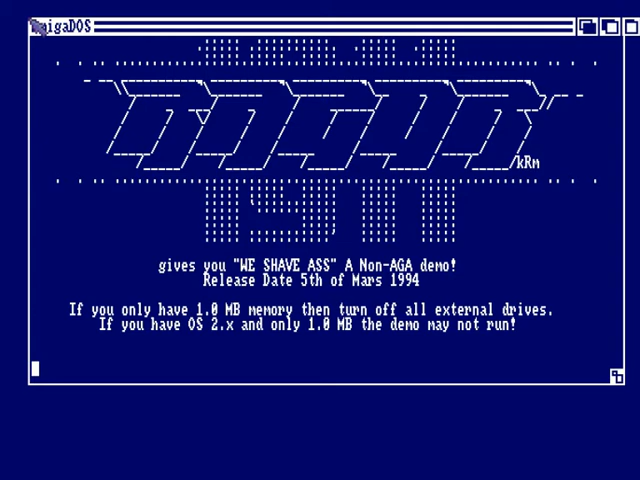 AmigaDOS
kRm
gives you "WE SHAVE ASS" A Non-AGA demo!
Release Date 5th of Mars 1994
If you only have 1.0 MB memory then turn off all external drives.
If you have OS 2.x and only 1.0 MB the demo may not run!